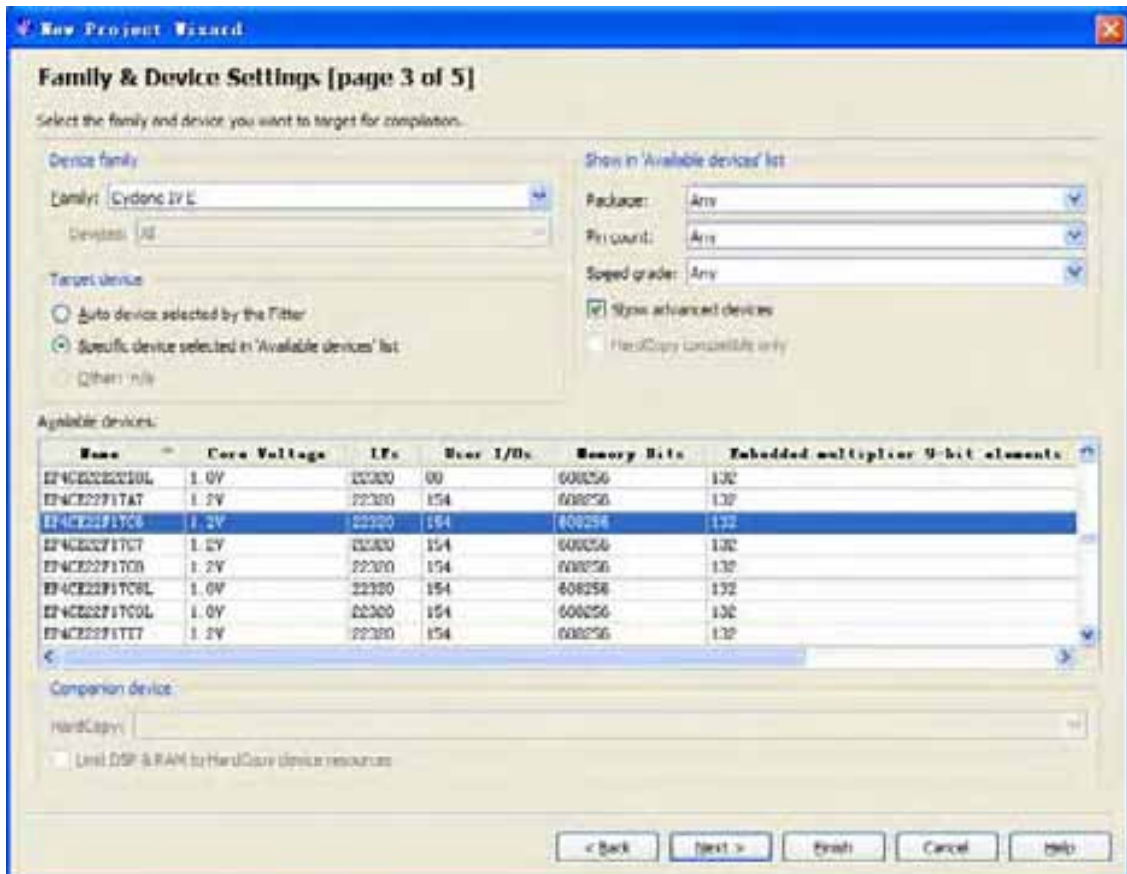 New Project Wizard
Family & Device Settings [page 3 of 5]
Select the family and device you want to target for compilation.
Device family
Family: Cyclone IV E
Devices: All
Target device
Auto device selected by the Fitter
Specific device selected in 'Available devices' list
Other: n/a
Show in 'Available devices' list
Package: Any
Pin count: Any
Speed grade: Any
Show advanced devices
HardCopy compatible only
Available devices:
Name Core Voltage LEs User I/Os Memory Bits Embedded multiplier 9-bit elements
1.0V 22320 608256 132
EP4CE22F17A7 1.2V 22320 154 608256 132
EP4CE22F17C6 1.2V 22320 154 608256 132
EP4CE22F17C7 1.2V 22320 154 608256 132
EP4CE22F17C8 1.2V 22320 154 608256 132
EP4CE22F17C8L 1.0V 22320 154 608256 132
EP4CE22F17C9L 1.0V 22320 154 608256 132
EP4CE22F17I7 1.2V 22320 154 608256 132
Companion device
HardCopy:
Limit DSP & RAM to HardCopy device resources
< Back Next > Finish Cancel Help